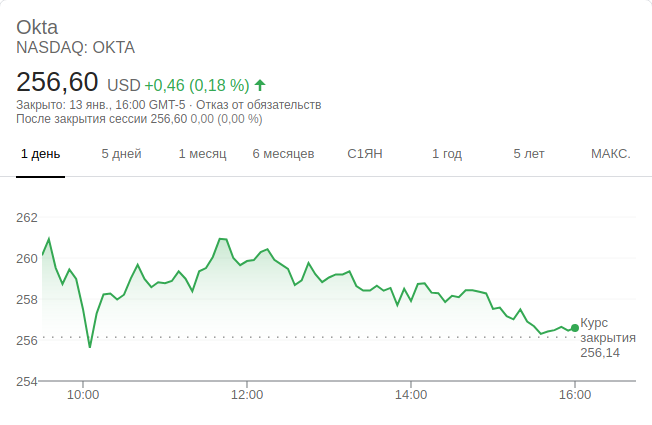 Okta
NASDAQ: OKTA
256,60 USD +0,46 (0,18 %)
Закрыто: 13 янв., 16:00 GMT-5 · Отказ от обязательств
После закрытия сессии 256,60 0,00 (0,00 %)
1 день 5 дней 1 месяц 6 месяцев С1ЯН 1 год 5 лет МАКС.
262
260
258
256
254
Курс
закрытия
256,14
10:00 12:00 14:00 16:00